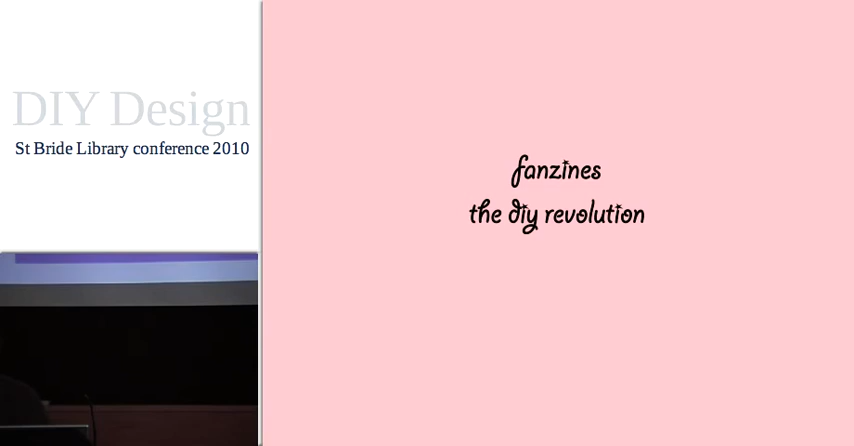 DIY Design
St Bride Library conference 2010
fanzines
the diy revolution